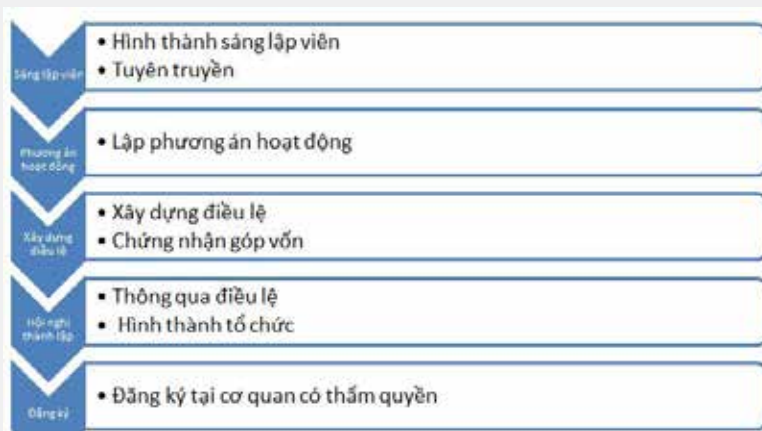 Sáng lập viên
• Hình thành sáng lập viên
• Tuyên truyền
Phương án
hoạt động
• Lập phương án hoạt động
Xây dựng
điều lệ
• Xây dựng điều lệ
• Chứng nhận góp vốn
Hội nghị
thành lập
• Thông qua điều lệ
• Hình thành tổ chức
Đăng ký
• Đăng ký tại cơ quan có thẩm quyền